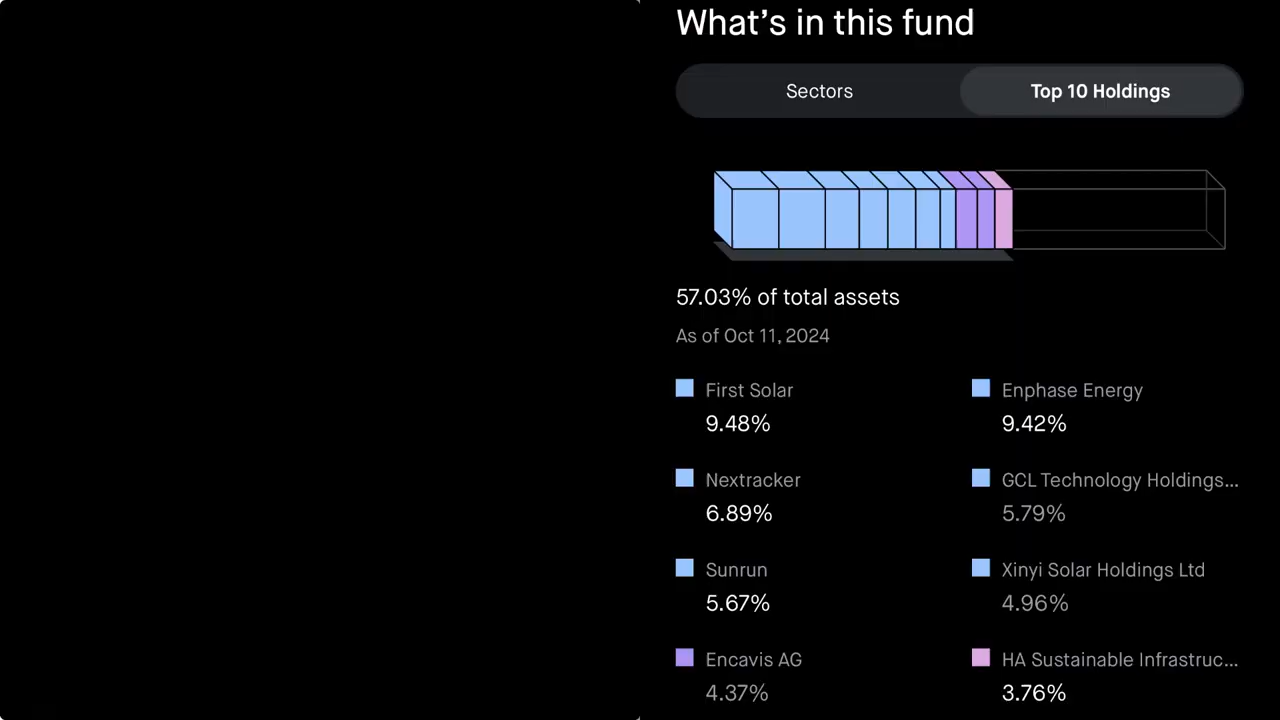 What's in this fund
Sectors
Top 10 Holdings
57.03% of total assets
As of Oct 11, 2024
First Solar
9.48%
Enphase Energy
9.42%
Nextracker
6.89%
GCL Technology Holdings...
5.79%
Sunrun
5.67%
Xinyi Solar Holdings Ltd
4.96%
Encavis AG
4.37%
HA Sustainable Infrastruc...
3.76%